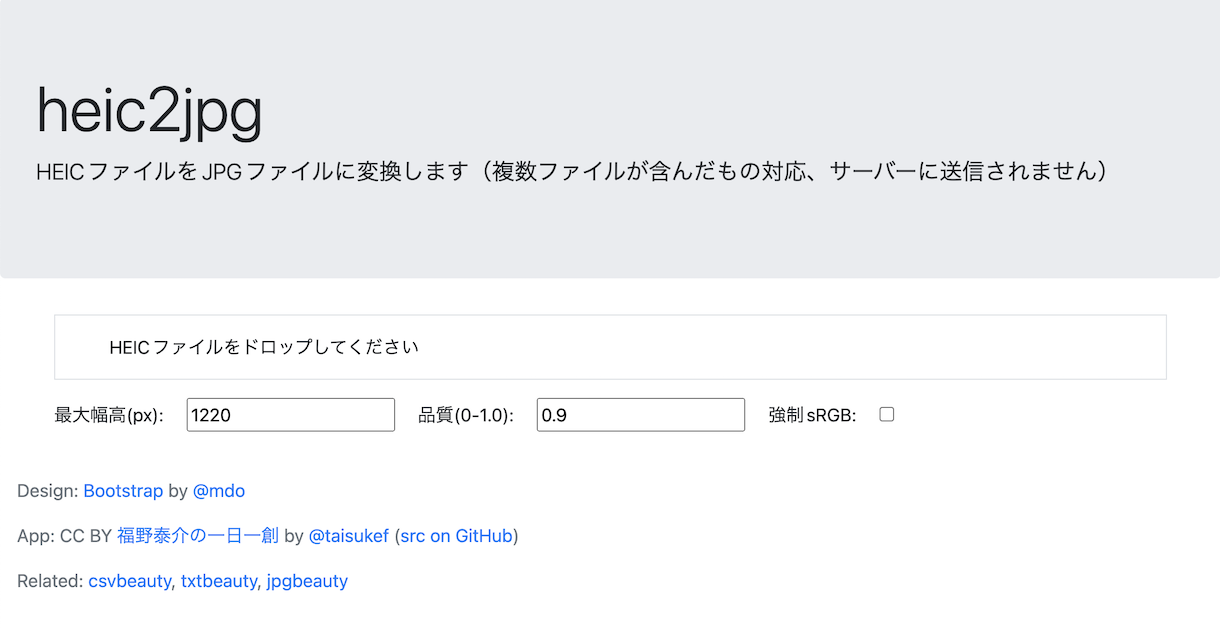 heic2jpg
HEICファイルをJPGファイルに変換します（複数ファイルが含んだもの対応、サーバーに送信されません）
HEICファイルをドロップしてください
最大幅高(px): 1220 品質(0-1.0): 0.9 強制sRGB:
Design: Bootstrap by @mdo
App: CC BY 福野泰介の一日一創 by @taisukef (src on GitHub)
Related: csvbeauty, txtbeauty, jpgbeauty